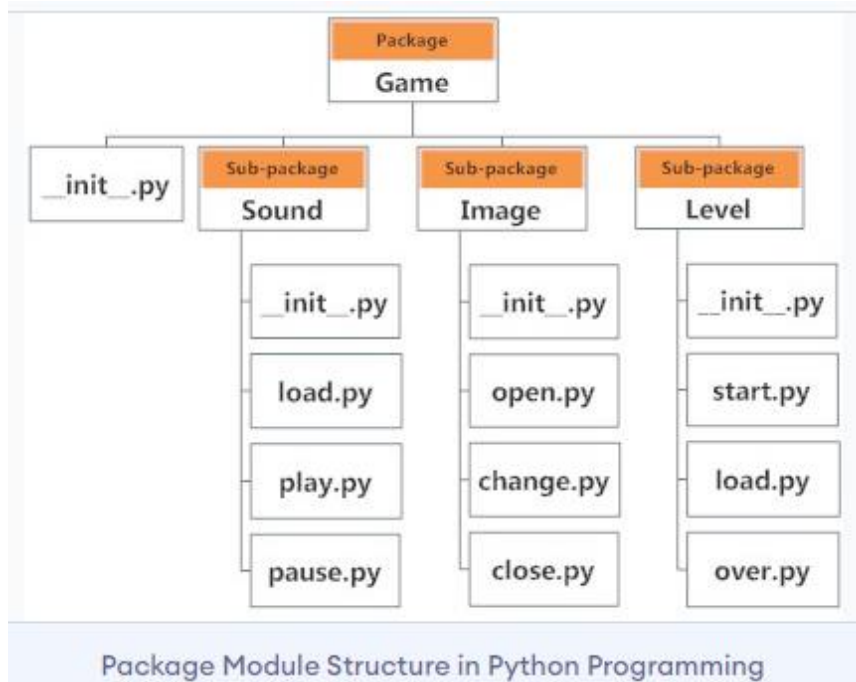 Package
Game
__init__.py
Sub-package
Sound
__init__.py
load.py
play.py
pause.py
Sub-package
Image
__init__.py
open.py
change.py
close.py
Sub-package
Level
__init__.py
start.py
load.py
over.py
Package Module Structure in Python Programming